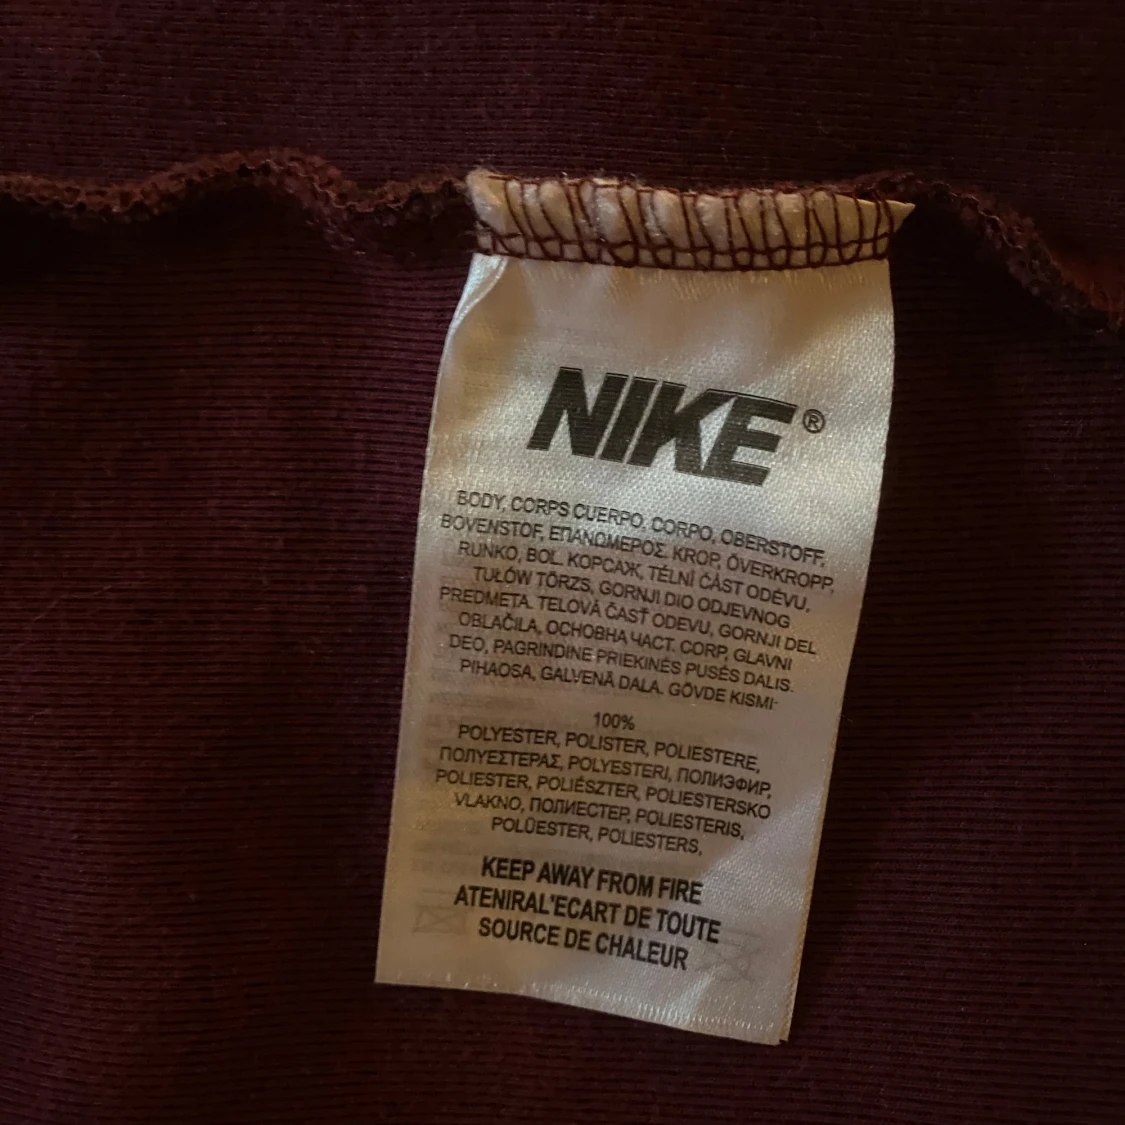 NIKE®
BODY, CORPS CUERPO, CORPO, OBERSTOFF,
BOVENSTOF, ΕΠΑΝΩΜΕΡΟΣ. KROP, ÖVERKROPP,
RUNKO, BOL. КОРСАЖ, TĚLNÍ ČÁST ODĚVU,
TUŁÓW TÖRZS, GORNJI DIO ODJEVNOG
PREDMETA. TELOVÁ ČASŤ ODEVU, GORNJI DEL
OBLAČILA, ОСНОВНА ЧАСТ. CORP, GLAVNI
DEO, PAGRINDINE PRIEKINĖS PUSĖS DALIS.
PIHAOSA, GALVENĀ DALA. GÖVDE KISMI-
100%
POLYESTER, POLISTER, POLIESTERE,
ΠΟΛΥΕΣΤΕΡΑΣ, POLYESTERI, ПОЛИЭФИР,
POLIESTER, POLIÉSZTER, POLIESTERSKO
VLAKNO, ПОЛИЕСТЕР, POLIESTERIS,
POLÜESTER, POLIESTERS,
KEEP AWAY FROM FIRE
ATENIRAL'ECART DE TOUTE
SOURCE DE CHALEUR